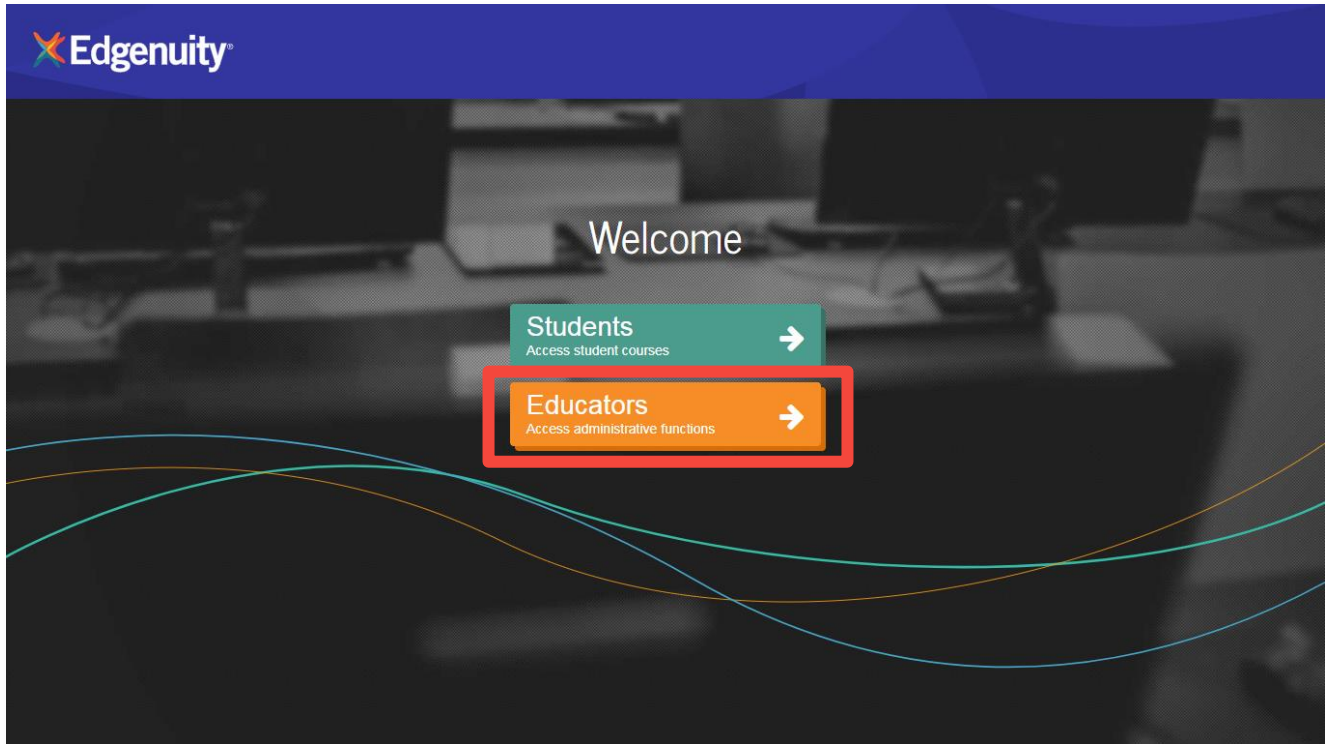 Edgenuity®
Welcome
Students
Access student courses
Educators
Access administrative functions